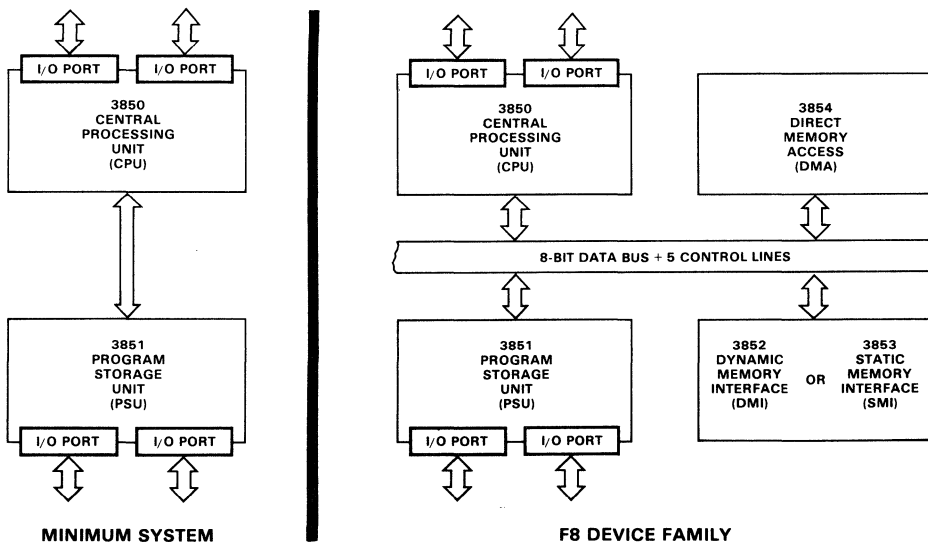 I/O PORT
I/O PORT
3850
CENTRAL
PROCESSING
UNIT
(CPU)
3851
PROGRAM
STORAGE
UNIT
(PSU)
I/O PORT
I/O PORT
MINIMUM SYSTEM
I/O PORT
I/O PORT
3850
CENTRAL
PROCESSING
UNIT
(CPU)
3854
DIRECT
MEMORY
ACCESS
(DMA)
8-BIT DATA BUS + 5 CONTROL LINES
3851
PROGRAM
STORAGE
UNIT
(PSU)
I/O PORT
I/O PORT
3852
DYNAMIC
MEMORY
INTERFACE
(DMI)
OR
3853
STATIC
MEMORY
INTERFACE
(SMI)
F8 DEVICE FAMILY